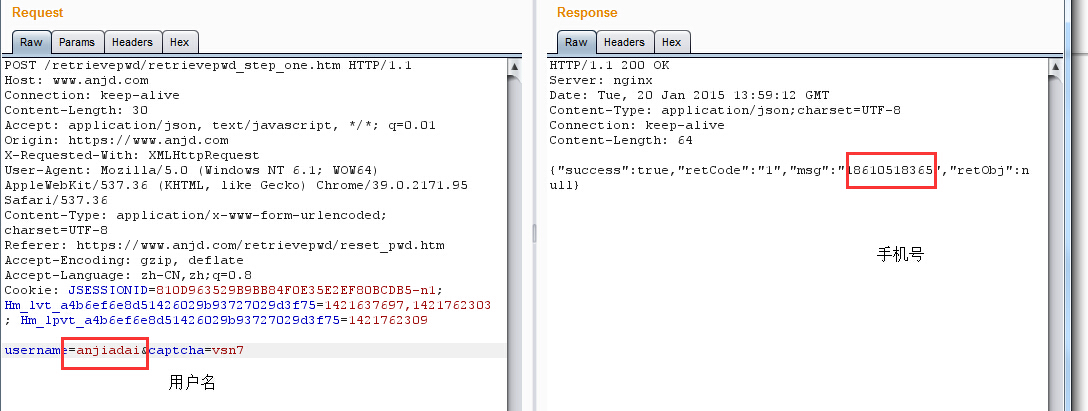 Request
Raw Params Headers Hex
POST /retrievepwd/retrievepwd_step_one.htm HTTP/1.1
Host: www.anjd.com
Connection: keep-alive
Content-Length: 30
Accept: application/json, text/javascript, */*; q=0.01
Origin: https://www.anjd.com
X-Requested-With: XMLHttpRequest
User-Agent: Mozilla/5.0 (Windows NT 6.1; WOW64)
AppleWebKit/537.36 (KHTML, like Gecko) Chrome/39.0.2171.95
Safari/537.36
Content-Type: application/x-www-form-urlencoded;
charset=UTF-8
Referer: https://www.anjd.com/retrievepwd/reset_pwd.htm
Accept-Encoding: gzip, deflate
Accept-Language: zh-CN,zh;q=0.8
Cookie: JSESSIONID=810D963529B9BB84F0E35E2EF80BCDB5-n1;
Hm_lvt_a4b6ef6e8d51426029b93727029d3f75=1421637697,1421762303
; Hm_lpvt_a4b6ef6e8d51426029b93727029d3f75=1421762309
username=anjiadai&captcha=vsn7
用户名
Response
Raw Headers Hex
HTTP/1.1 200 OK
Server: nginx
Date: Tue, 20 Jan 2015 13:59:12 GMT
Content-Type: application/json;charset=UTF-8
Connection: keep-alive
Content-Length: 64
{"success":true,"retCode":"1","msg":"18610518365","retObj":n
ull}
手机号